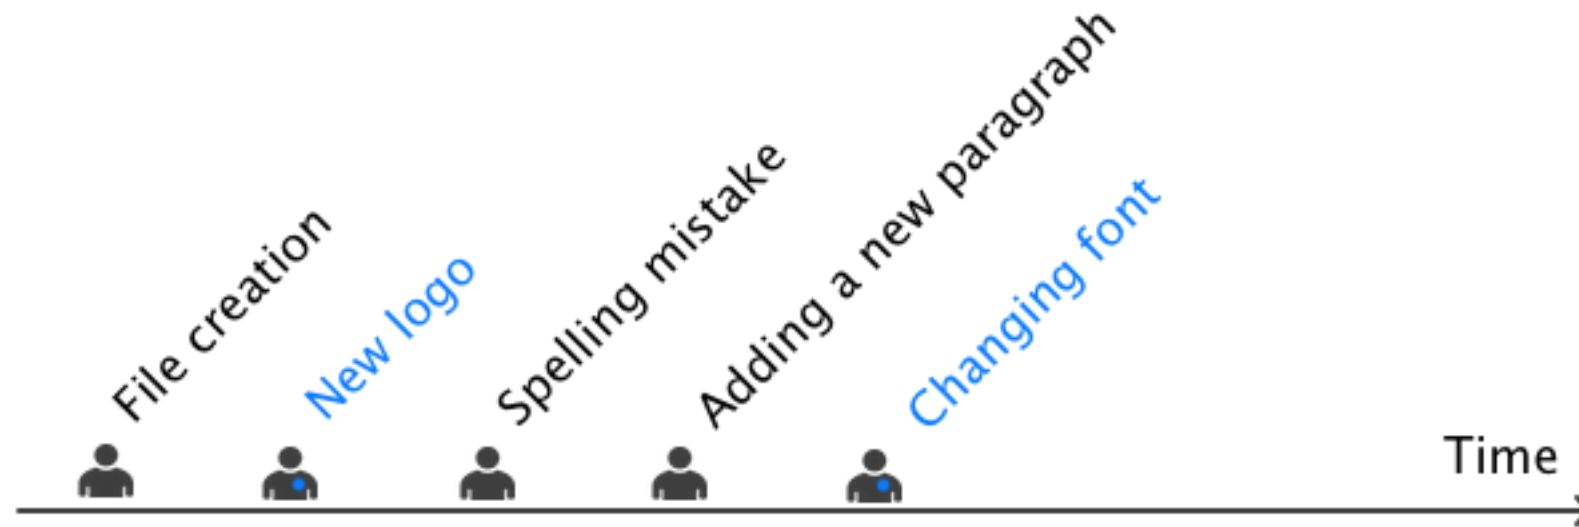 File creation
New logo
Spelling mistake
Adding a new paragraph
Changing font
Time